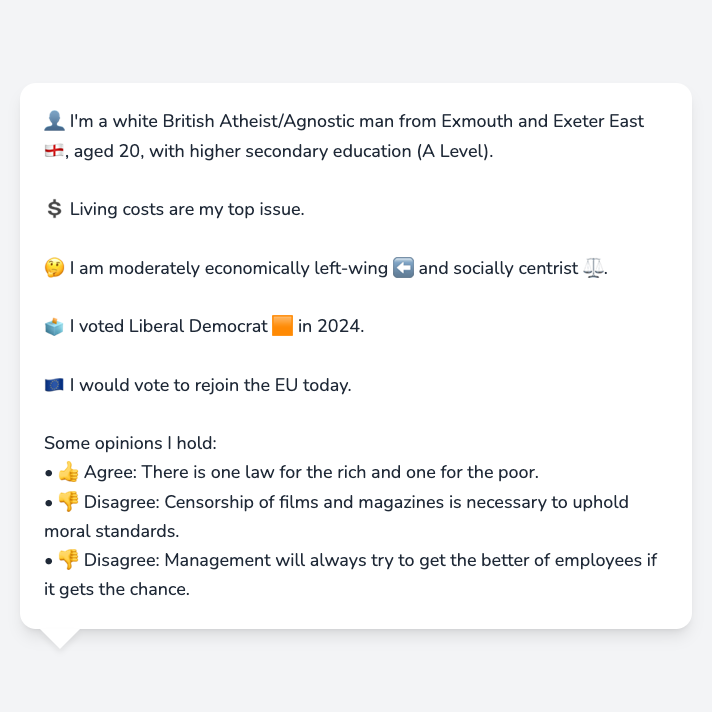 👤 I'm a white British Atheist/Agnostic man from Exmouth and Exeter East
🏴󠁧󠁢󠁥󠁮󠁧󠁿, aged 20, with higher secondary education (A Level).
💲 Living costs are my top issue.
🤔 I am moderately economically left-wing ⬅️ and socially centrist ⚖️.
🗳️ I voted Liberal Democrat 🟧 in 2024.
🇪🇺 I would vote to rejoin the EU today.
Some opinions I hold:
• 👍 Agree: There is one law for the rich and one for the poor.
• 👎 Disagree: Censorship of films and magazines is necessary to uphold
moral standards.
• 👎 Disagree: Management will always try to get the better of employees if
it gets the chance.